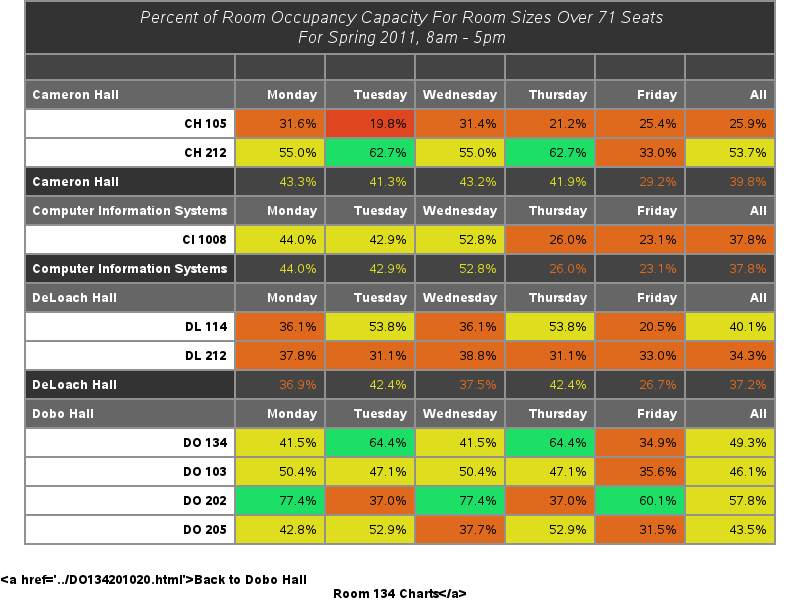 Percent of Room Occupancy Capacity For Room Sizes Over 71 Seats
For Spring 2011, 8am - 5pm
Cameron Hall Monday Tuesday Wednesday Thursday Friday All
CH 105 31.6% 19.8% 31.4% 21.2% 25.4% 25.9%
CH 212 55.0% 62.7% 55.0% 62.7% 33.0% 53.7%
Cameron Hall 43.3% 41.3% 43.2% 41.9% 29.2% 39.8%
Computer Information Systems Monday Tuesday Wednesday Thursday Friday All
CI 1008 44.0% 42.9% 52.8% 26.0% 23.1% 37.8%
Computer Information Systems 44.0% 42.9% 52.8% 26.0% 23.1% 37.8%
DeLoach Hall Monday Tuesday Wednesday Thursday Friday All
DL 114 36.1% 53.8% 36.1% 53.8% 20.5% 40.1%
DL 212 37.8% 31.1% 38.8% 31.1% 33.0% 34.3%
DeLoach Hall 36.9% 42.4% 37.5% 42.4% 26.7% 37.2%
Dobo Hall Monday Tuesday Wednesday Thursday Friday All
DO 134 41.5% 64.4% 41.5% 64.4% 34.9% 49.3%
DO 103 50.4% 47.1% 50.4% 47.1% 35.6% 46.1%
DO 202 77.4% 37.0% 77.4% 37.0% 60.1% 57.8%
DO 205 42.8% 52.9% 37.7% 52.9% 31.5% 43.5%
<a href='../DO134201020.html'>Back to Dobo Hall
Room 134 Charts</a>